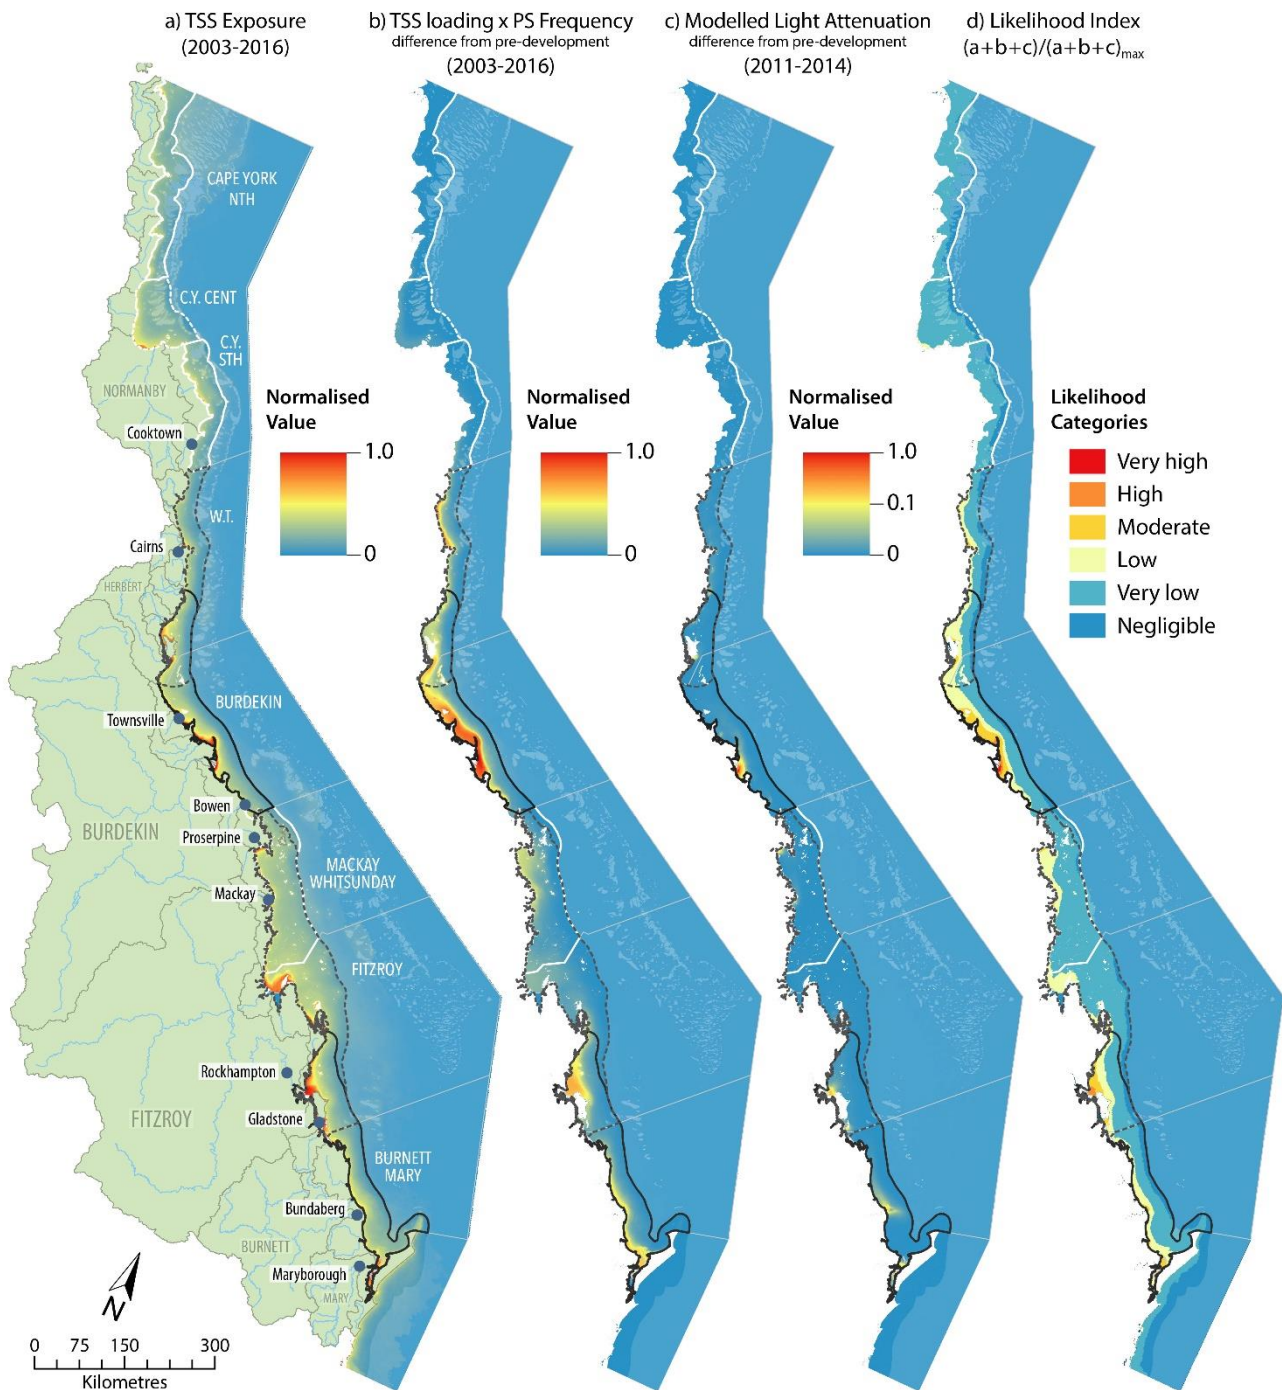 a) TSS Exposure
(2003-2016)
b) TSS loading x PS Frequency
difference from pre-development
(2003-2016)
c) Modelled Light Attenuation
difference from pre-development
(2011-2014)
d) Likelihood Index
(a+b+c)/(a+b+c)max
CAPE YORK
NTH
C.Y. CENT
C.Y.
STH
NORMANBY
Cooktown
W.T.
Cairns
HERBERT
BURDEKIN
Townsville
Bowen
BURDEKIN
Proserpine
MACKAY
WHITSUNDAY
Mackay
FITZROY
Rockhampton
FITZROY
Gladstone
BURNETT
MARY
Bundaberg
BURNETT
Maryborough
MARY
N
0 75 150 300
Kilometres
Normalised
Value
1.0
0
Normalised
Value
1.0
0
Normalised
Value
1.0
0.1
0
Likelihood
Categories
Very high
High
Moderate
Low
Very low
Negligible